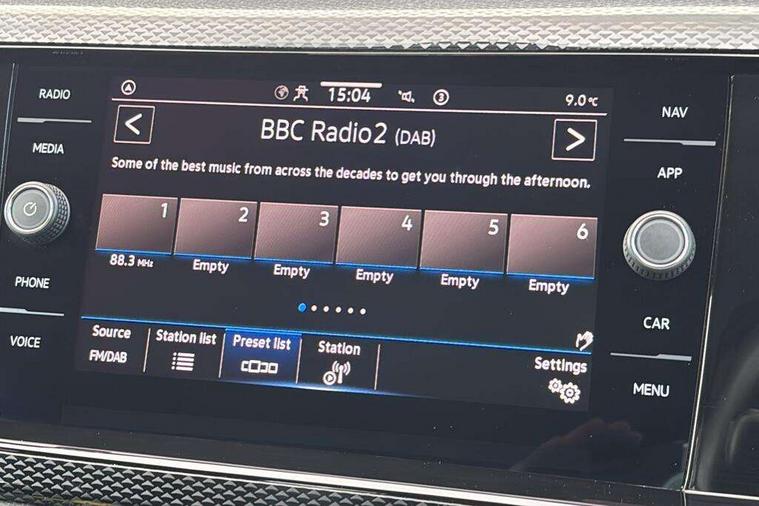 RADIO
MEDIA
PHONE
VOICE
15:04
3
9.0°C
< BBC Radio2 (DAB) >
Some of the best music from across the decades to get you through the afternoon.
1 2 3 4 5 6
88.3 MHz Empty Empty Empty Empty Empty
Source Station list Preset list Station Settings
FM/DAB
NAV
APP
CAR
MENU